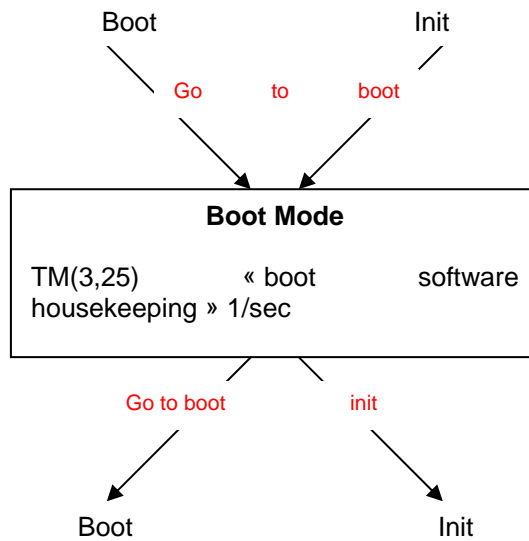 Boot Init
Go to boot
Boot Mode
TM(3,25) « boot software
housekeeping » 1/sec
Go to boot init
Boot Init